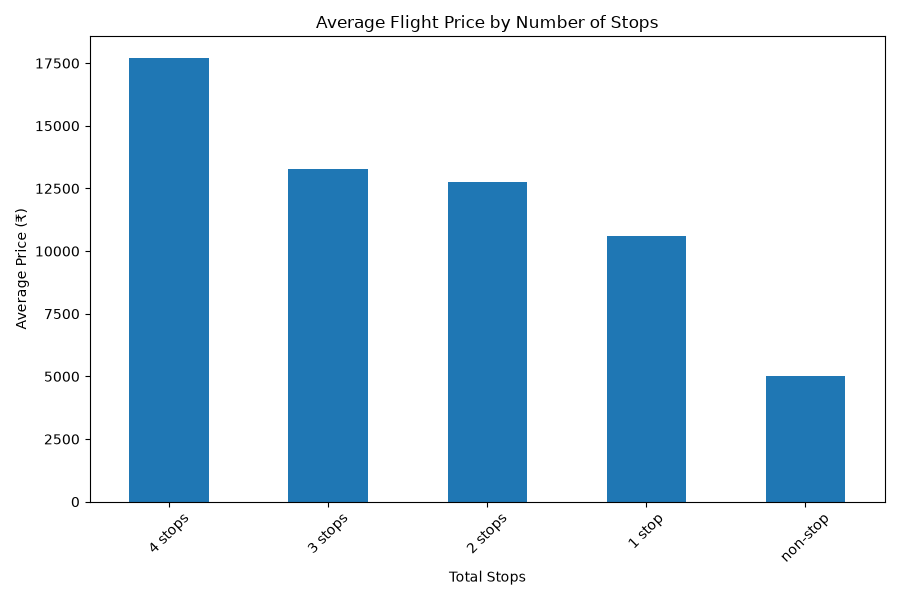 Average Flight Price by Number of Stops
Average Price (₹)
17500
15000
12500
10000
7500
5000
2500
0
4 stops
3 stops
2 stops
1 stop
non-stop
Total Stops